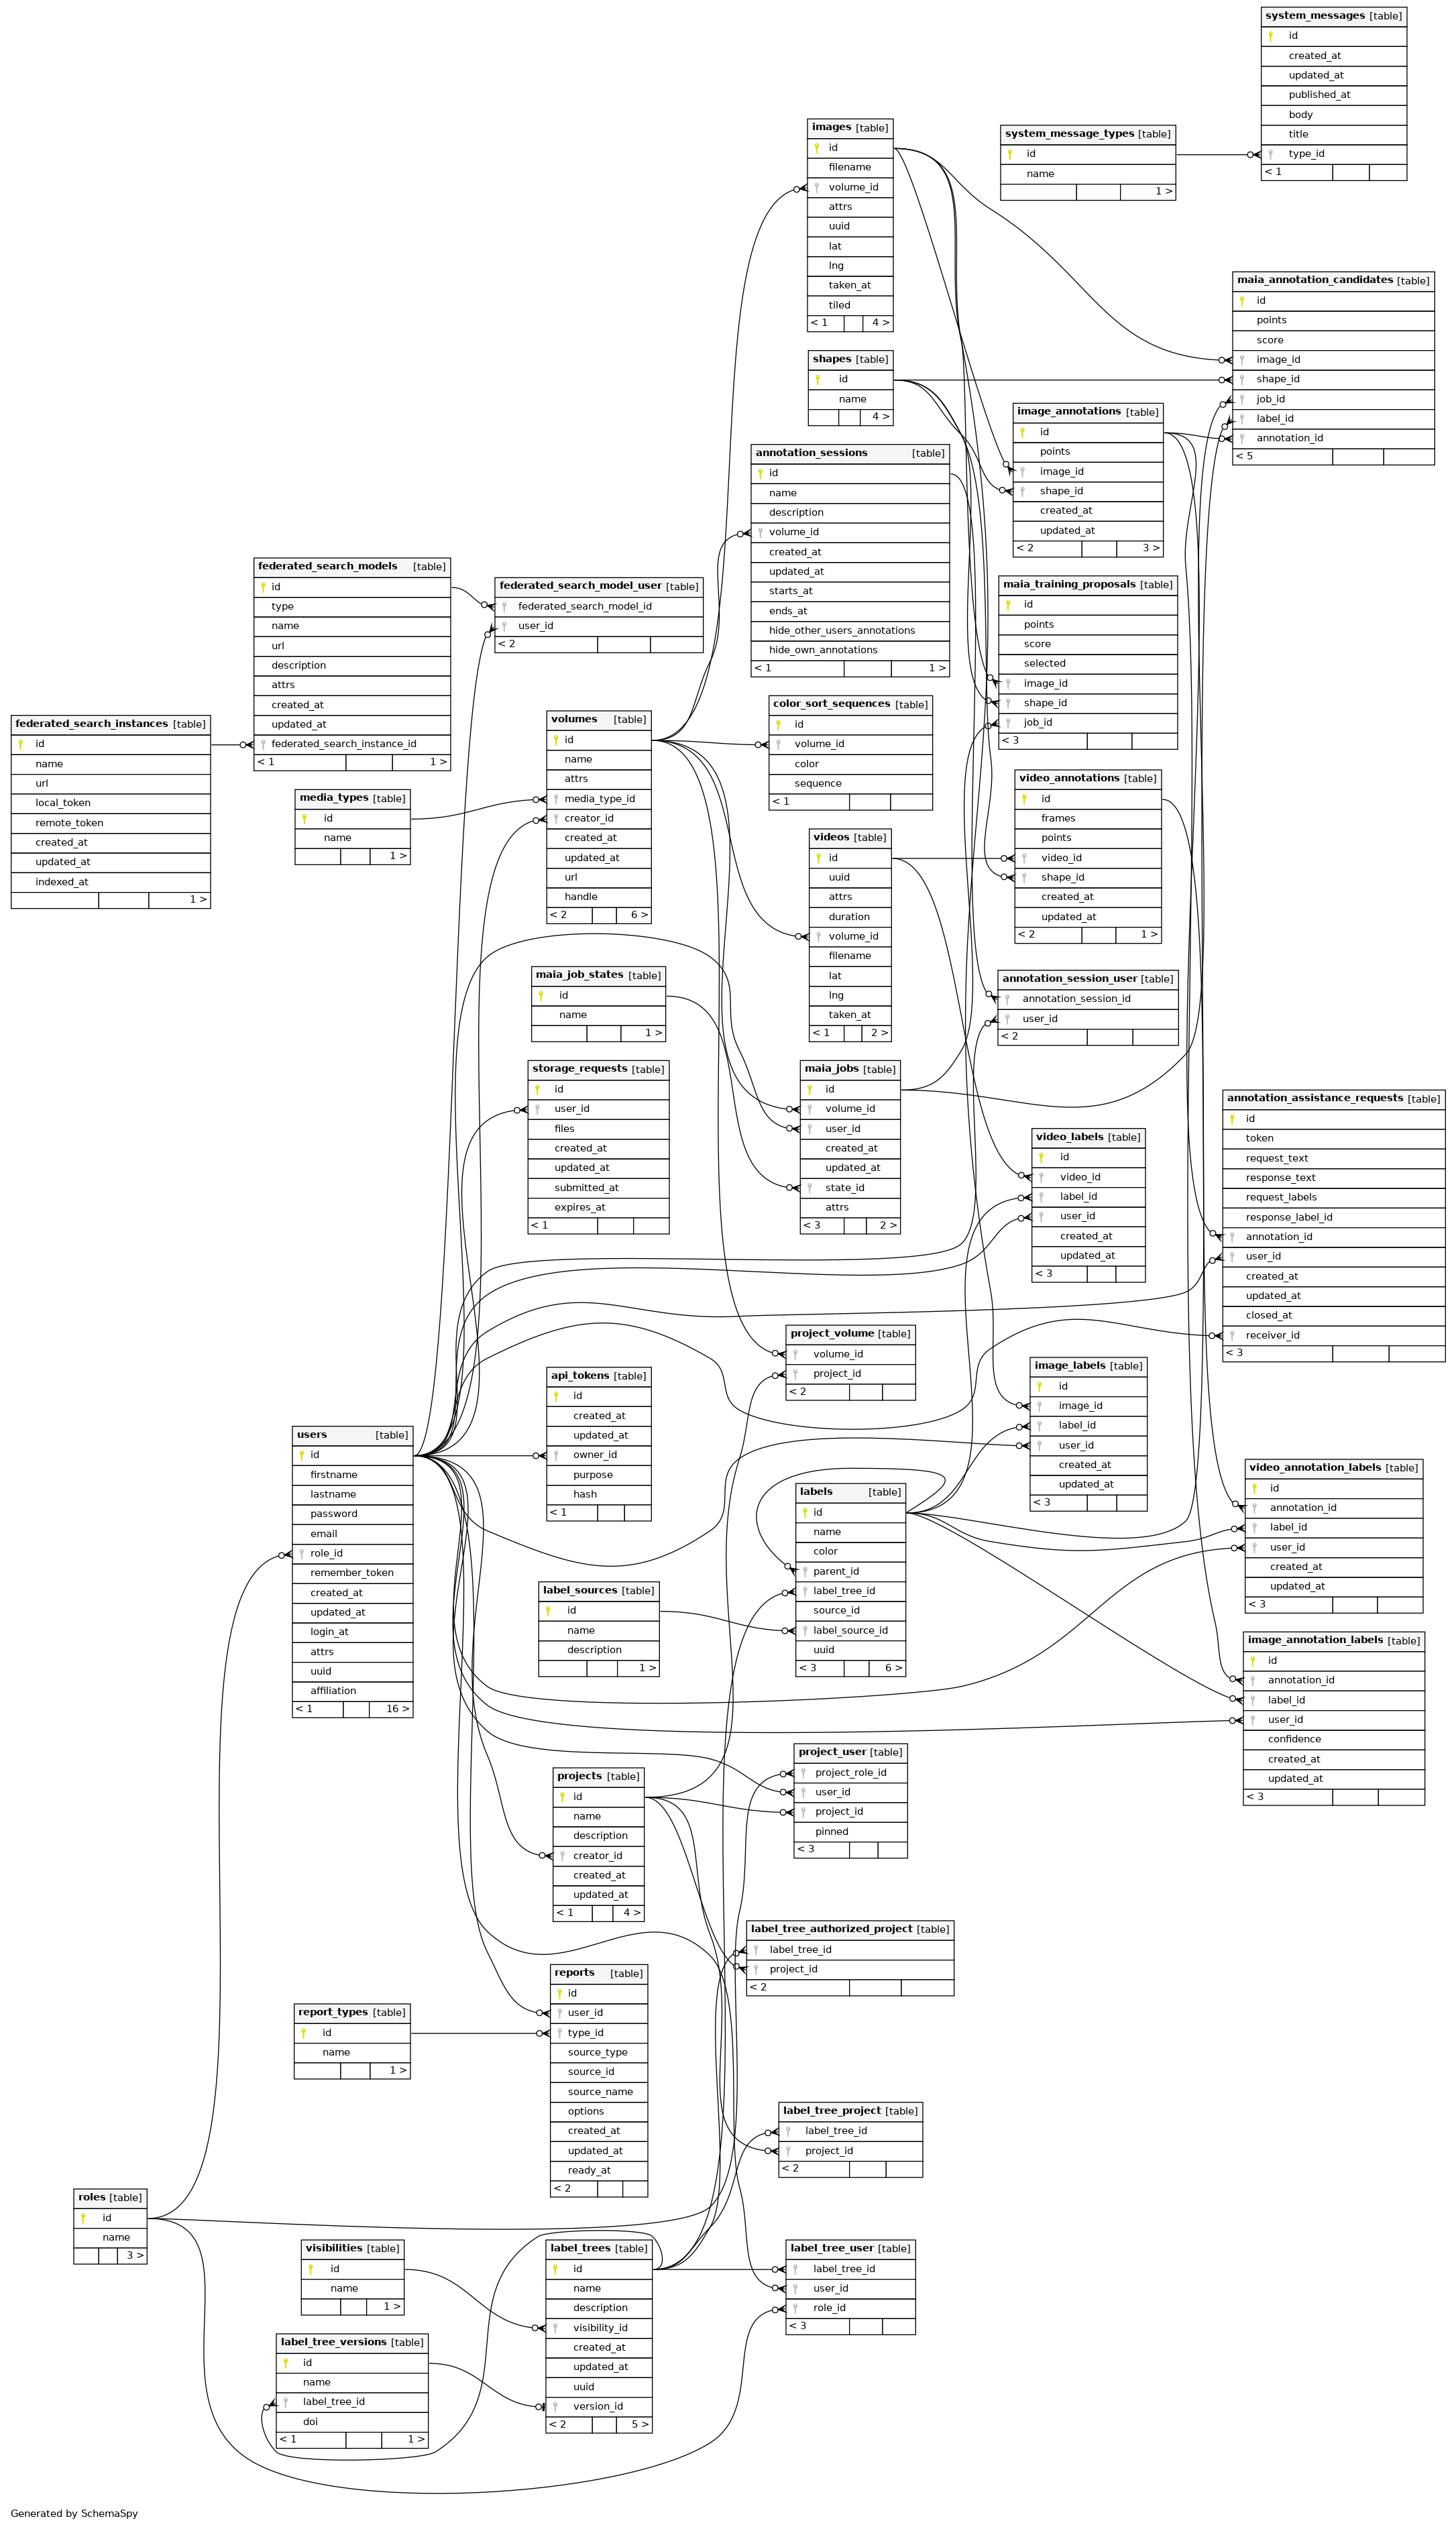 system_messages [table]
id
created_at
updated_at
published_at
body
title
type_id
< 1
images [table]
id
filename
volume_id
attrs
uuid
lat
lng
taken_at
tiled
< 1 4 >
system_message_types [table]
id
name
1 >
maia_annotation_candidates [table]
id
points
score
image_id
shape_id
job_id
label_id
annotation_id
< 5
shapes [table]
id
name
4 >
image_annotations [table]
id
points
image_id
shape_id
created_at
updated_at
< 2 3 >
annotation_sessions [table]
id
name
description
volume_id
created_at
updated_at
starts_at
ends_at
hide_other_users_annotations
hide_own_annotations
< 1 1 >
federated_search_models [table]
id
type
name
url
description
attrs
created_at
updated_at
federated_search_instance_id
< 1 1 >
federated_search_model_user [table]
federated_search_model_id
user_id
< 2
maia_training_proposals [table]
id
points
score
selected
image_id
shape_id
job_id
< 3
federated_search_instances [table]
id
name
url
local_token
remote_token
created_at
updated_at
indexed_at
1 >
volumes [table]
id
name
attrs
media_type_id
creator_id
created_at
updated_at
url
handle
< 2 6 >
color_sort_sequences [table]
id
volume_id
color
sequence
< 1
media_types [table]
id
name
1 >
video_annotations [table]
id
frames
points
video_id
shape_id
created_at
updated_at
< 2 1 >
videos [table]
id
uuid
attrs
duration
volume_id
filename
lat
lng
taken_at
< 1 2 >
maia_job_states [table]
id
name
1 >
annotation_session_user [table]
annotation_session_id
user_id
< 2
storage_requests [table]
id
user_id
files
created_at
updated_at
submitted_at
expires_at
< 1
maia_jobs [table]
id
volume_id
user_id
created_at
updated_at
state_id
attrs
< 3 2 >
annotation_assistance_requests [table]
id
token
request_text
response_text
request_labels
response_label_id
annotation_id
user_id
created_at
updated_at
closed_at
receiver_id
< 3
video_labels [table]
id
video_id
label_id
user_id
created_at
updated_at
< 3
project_volume [table]
volume_id
project_id
< 2
image_labels [table]
id
image_id
label_id
user_id
created_at
updated_at
< 3
api_tokens [table]
id
created_at
updated_at
owner_id
purpose
hash
< 1
users [table]
id
firstname
lastname
password
email
role_id
remember_token
created_at
updated_at
login_at
attrs
uuid
affiliation
< 1 16 >
video_annotation_labels [table]
id
annotation_id
label_id
user_id
created_at
updated_at
< 3
labels [table]
id
name
color
parent_id
label_tree_id
source_id
label_source_id
uuid
< 3 6 >
label_sources [table]
id
name
description
1 >
image_annotation_labels [table]
id
annotation_id
label_id
user_id
confidence
created_at
updated_at
< 3
project_user [table]
project_role_id
user_id
project_id
pinned
< 3
projects [table]
id
name
description
creator_id
created_at
updated_at
< 1 4 >
label_tree_authorized_project [table]
label_tree_id
project_id
< 2
reports [table]
id
user_id
type_id
source_type
source_id
source_name
options
created_at
updated_at
ready_at
< 2
report_types [table]
id
name
1 >
label_tree_project [table]
label_tree_id
project_id
< 2
roles [table]
id
name
3 >
visibilities [table]
id
name
1 >
label_trees [table]
id
name
description
visibility_id
created_at
updated_at
uuid
version_id
< 2 5 >
label_tree_user [table]
label_tree_id
user_id
role_id
< 3
label_tree_versions [table]
id
name
label_tree_id
doi
< 1 1 >
Generated by SchemaSpy